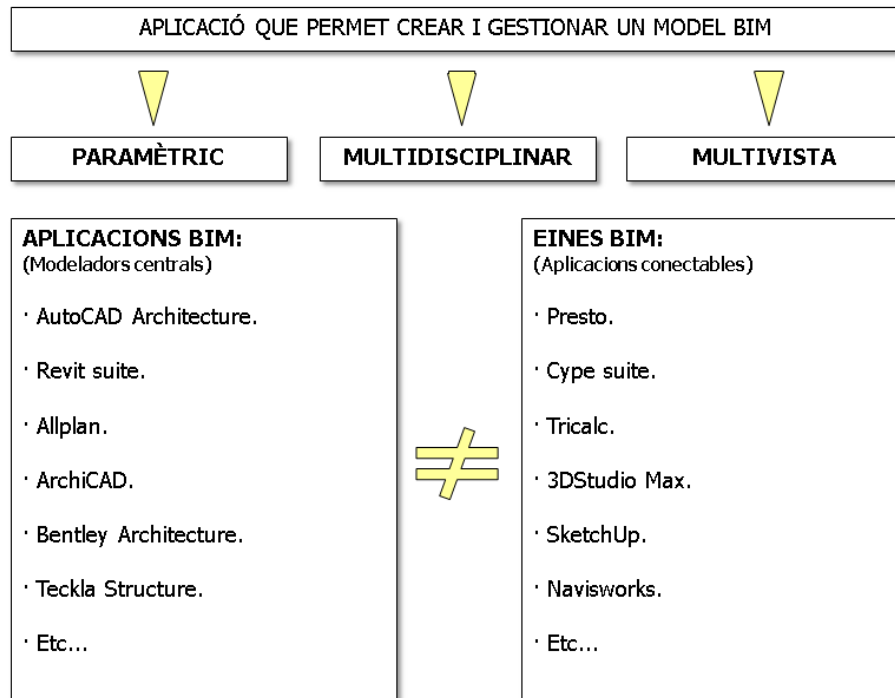 APLICACIÓ QUE PERMET CREAR I GESTIONAR UN MODEL BIM
PARAMÈTRIC
MULTIDISCIPLINAR
MULTIVISTA
APLICACIONS BIM:
(Modeladors centrals)
· AutoCAD Architecture.
· Revit suite.
· Allplan.
· ArchiCAD.
· Bentley Architecture.
· Teckla Structure.
· Etc...
≠
EINES BIM:
(Aplicacions conectables)
· Presto.
· Cype suite.
· Tricalc.
· 3DStudio Max.
· SketchUp.
· Navisworks.
· Etc...